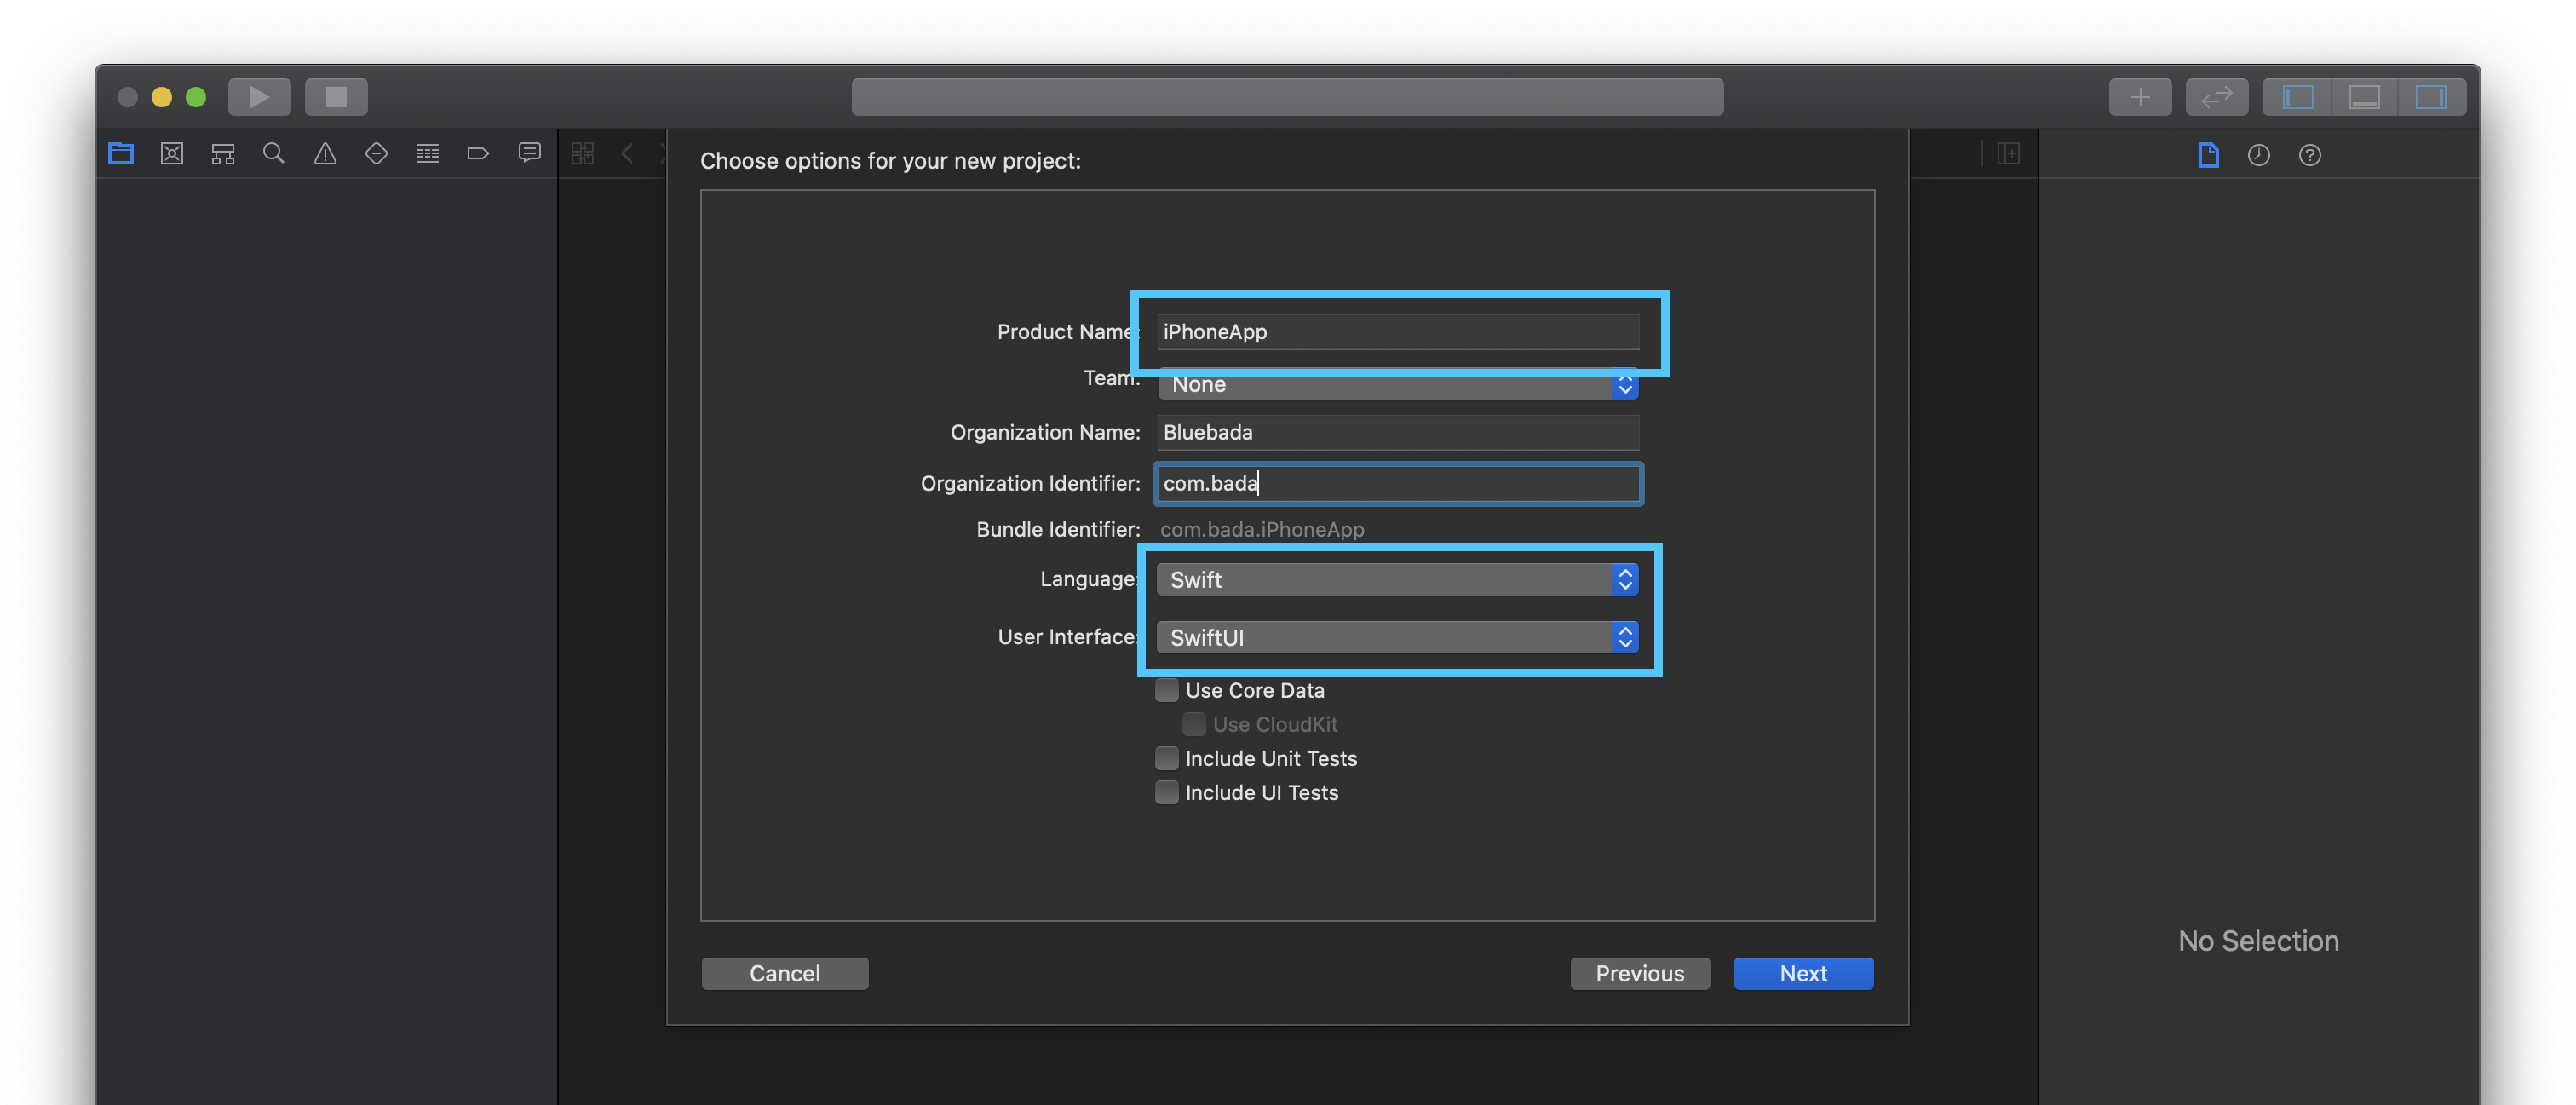 Choose options for your new project:
Product Name: iPhoneApp
Team: None
Organization Name: Bluebada
Organization Identifier: com.bada
Bundle Identifier: com.bada.iPhoneApp
Language: Swift
User Interface: SwiftUI
Use Core Data
Use CloudKit
Include Unit Tests
Include UI Tests
No Selection
Cancel Previous Next